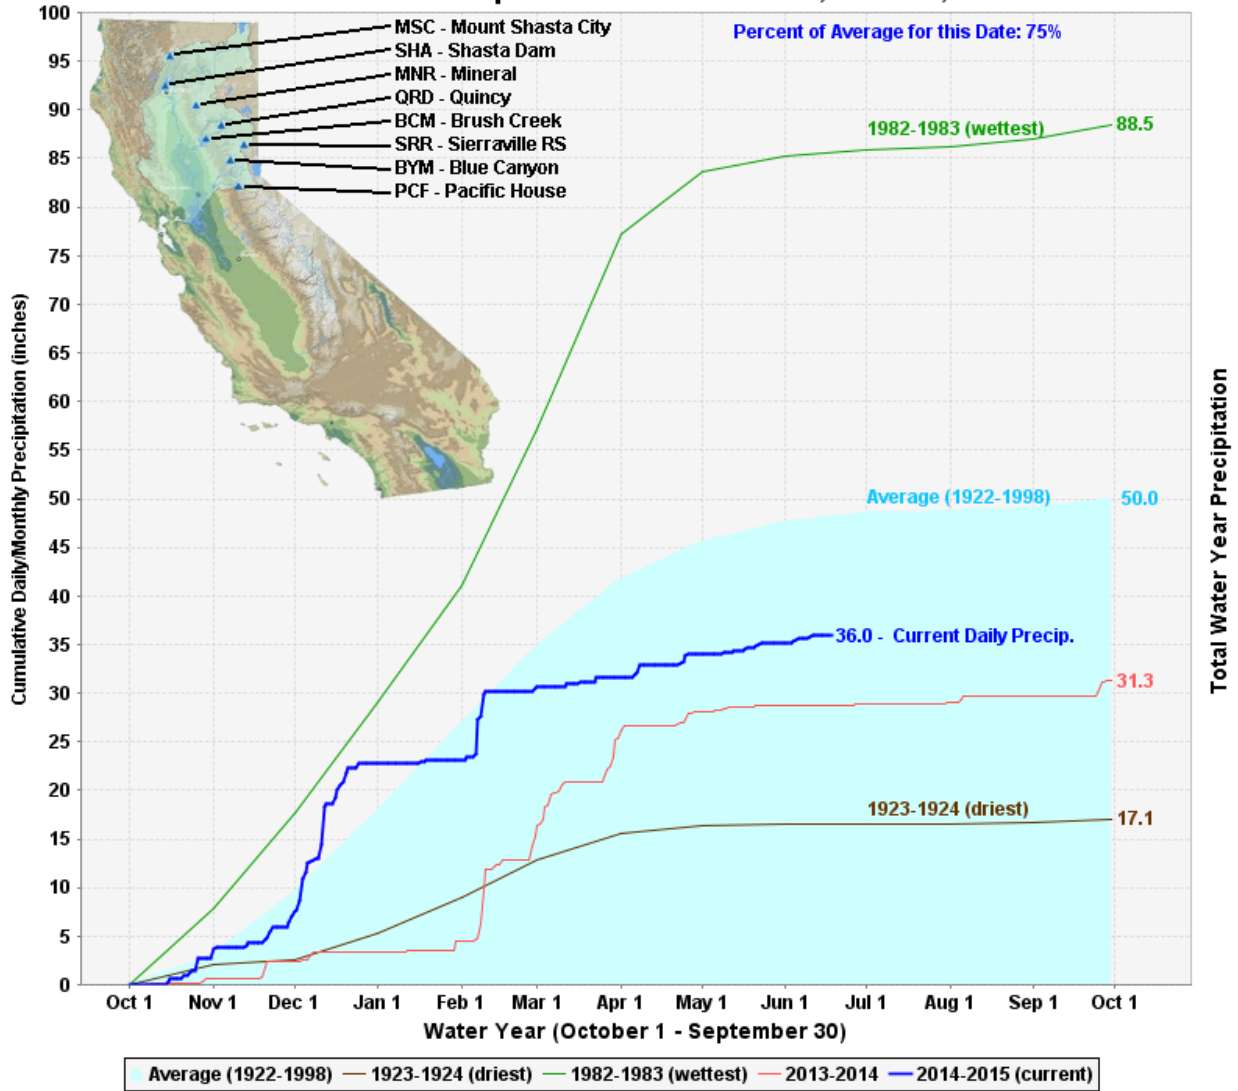 Percent of Average for this Date: 75%
MSC - Mount Shasta City
SHA - Shasta Dam
MNR - Mineral
QRD - Quincy
BCM - Brush Creek
SRR - Sierraville RS
BYM - Blue Canyon
PCF - Pacific House
1982-1983 (wettest)
88.5
Average (1922-1998)
50.0
36.0 - Current Daily Precip.
31.3
1923-1924 (driest)
17.1
Cumulative Daily/Monthly Precipitation (inches)
100
95
90
85
80
75
70
65
60
55
50
45
40
35
30
25
20
15
10
5
0
Total Water Year Precipitation
Oct 1 Nov 1 Dec 1 Jan 1 Feb 1 Mar 1 Apr 1 May 1 Jun 1 Jul 1 Aug 1 Sep 1 Oct 1
Water Year (October 1 - September 30)
Average (1922-1998) 1923-1924 (driest) 1982-1983 (wettest) 2013-2014 2014-2015 (current)